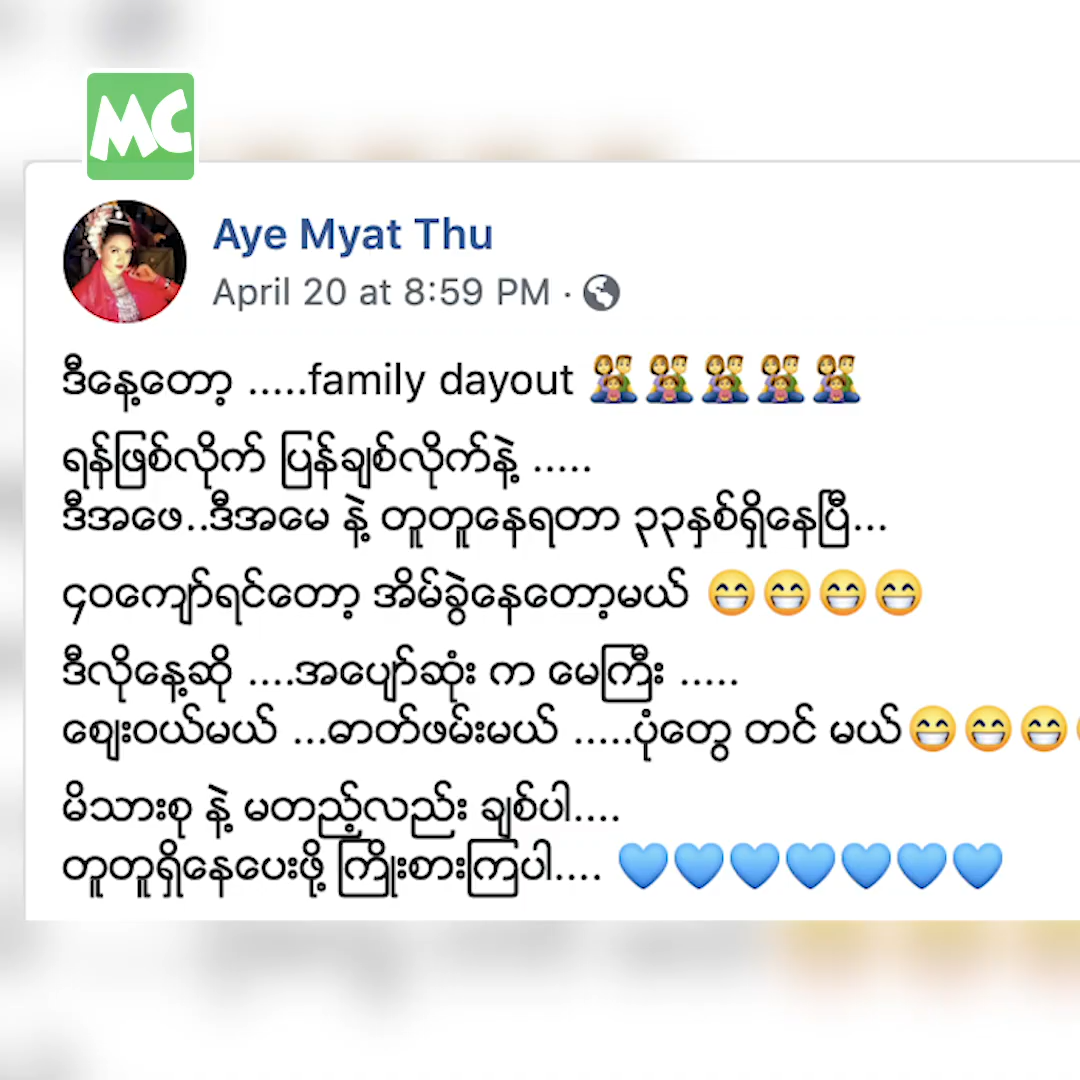 MC
Aye Myat Thu
April 20 at 8:59 PM ·
ဒီနေ့တော့ .....family dayout 👨‍👩‍👧👨‍👩‍👧👨‍👩‍👧👨‍👩‍👧👨‍👩‍👧
ရန်ဖြစ်လိုက် ပြန်ချစ်လိုက်နဲ့ .....
ဒီအဖေ..ဒီအမေ နဲ့ တူတူနေရတာ ၃၃နှစ်ရှိနေပြီ...
၄၀ကျော်ရင်တော့ အိမ်ခွဲနေတော့မယ် 😁😁😁😁
ဒီလိုနေ့ဆို ....အပျော်ဆုံး က မေကြီး .....
ဈေးဝယ်မယ် ...ဓာတ်ဖမ်းမယ် .....ပုံတွေ တင် မယ်😁😁😁
မိသားစု နဲ့ မတည့်လည်း ချစ်ပါ....
တူတူရှိနေပေးဖို့ ကြိုးစားကြပါ.... 💙💙💙💙💙💙💙